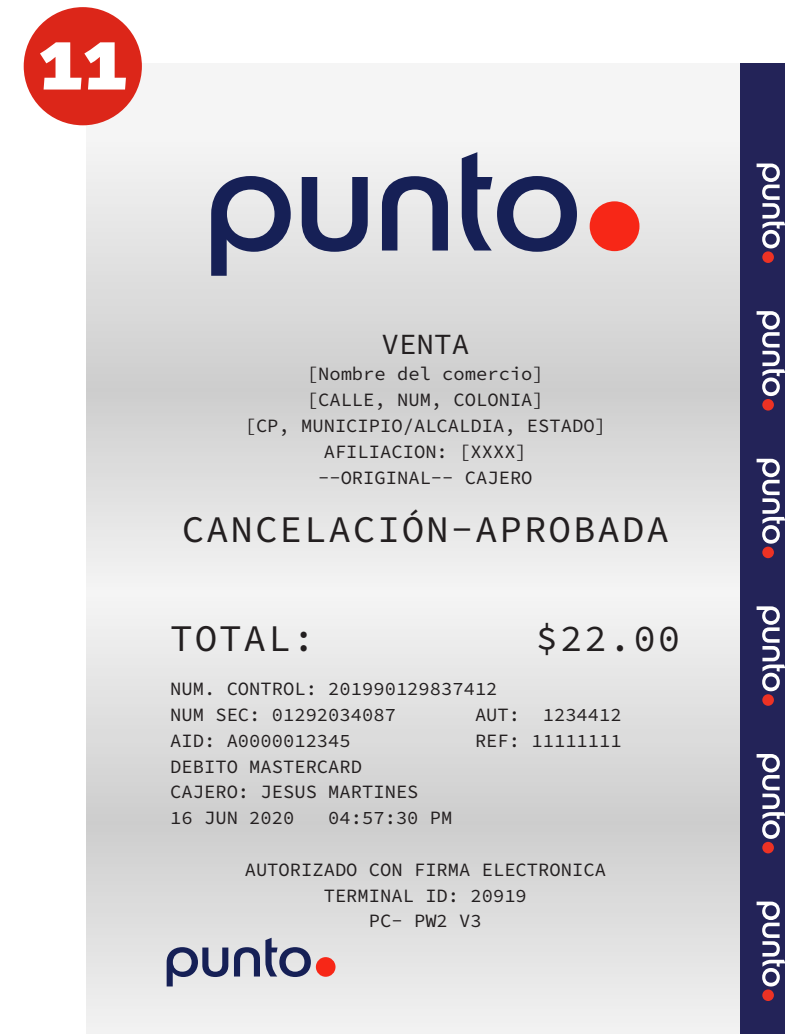 11
punto.
VENTA
[Nombre del comercio]
[CALLE, NUM, COLONIA]
[CP, MUNICIPIO/ALCALDIA, ESTADO]
AFILIACION: [XXXX]
--ORIGINAL-- CAJERO
CANCELACIÓN-APROBADA
TOTAL: $22.00
NUM. CONTROL: 201990129837412
NUM SEC: 01292034087 AUT: 1234412
AID: A0000012345 REF: 11111111
DEBITO MASTERCARD
CAJERO: JESUS MARTINES
16 JUN 2020 04:57:30 PM
AUTORIZADO CON FIRMA ELECTRONICA
TERMINAL ID: 20919
PC- PW2 V3
punto.
punto.
punto.
punto.
punto.
punto.
punto.